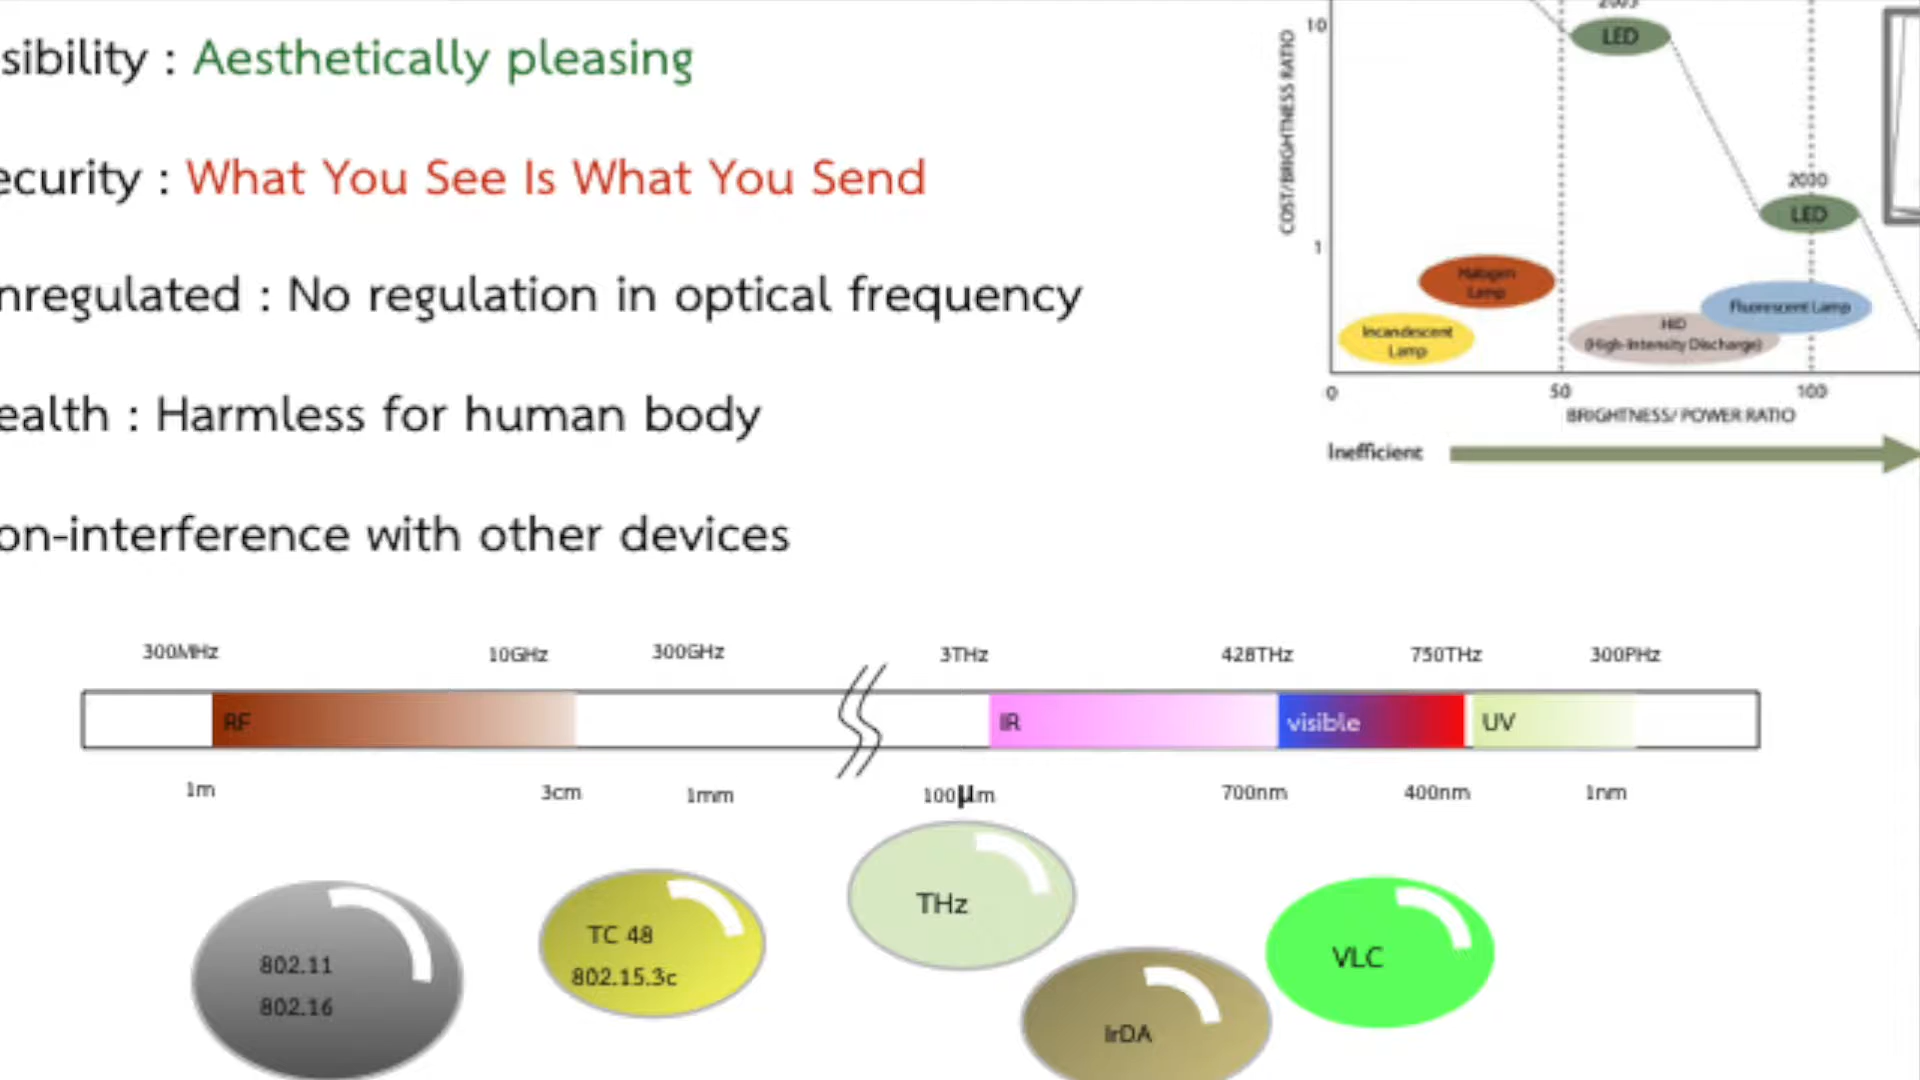 sibility : Aesthetically pleasing
ecurity : What You See Is What You Send
nregulated : No regulation in optical frequency
ealth : Harmless for human body
on-interference with other devices
10
LED
COST/BRIGHTNESS RATIO
LED
1
Halogen
Lamp
Fluorescent Lamp
Incandescent
Lamp
HID
(High-Intensity Discharge)
0
50
100
BRIGHTNESS/ POWER RATIO
Inefficient
300MHz
10GHz
300GHz
3THz
428THz
750THz
300PHz
RF
IR
visible
UV
1m
3cm
1mm
100μm
700nm
400nm
1nm
802.11
802.16
TC 48
802.15.3c
THz
IrDA
VLC